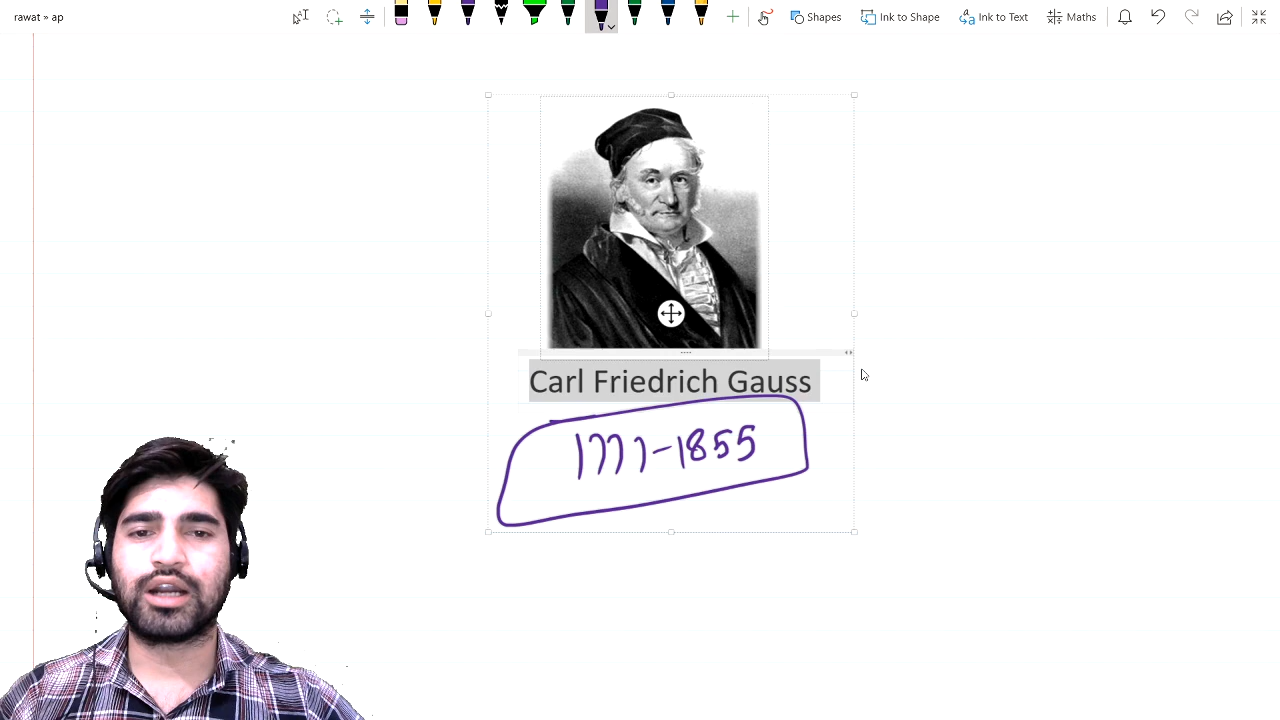 rawat » ap
Shapes
Ink to Shape
Ink to Text
Maths
Carl Friedrich Gauss
1777-1855